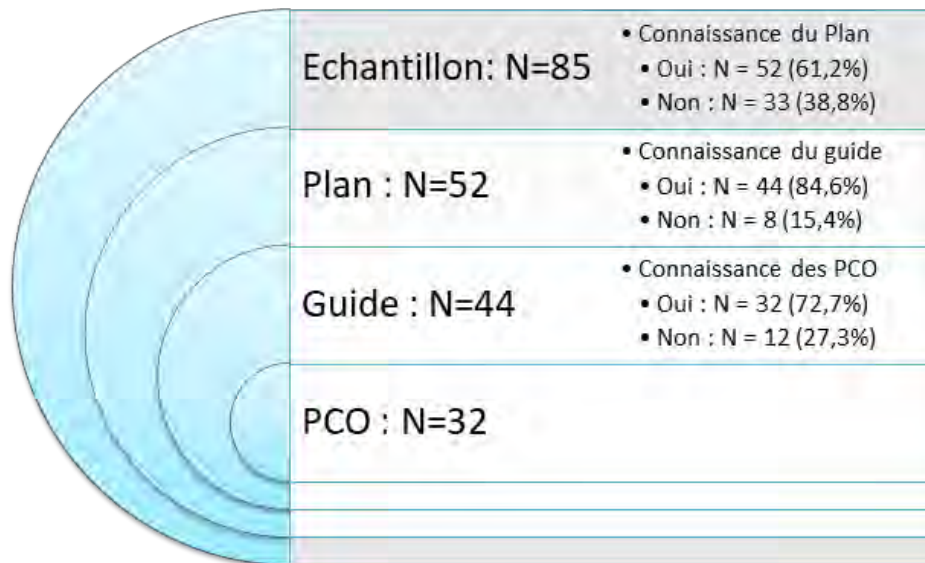 Echantillon: N=85
• Connaissance du Plan
• Oui : N = 52 (61,2%)
• Non : N = 33 (38,8%)
Plan : N=52
• Connaissance du guide
• Oui : N = 44 (84,6%)
• Non : N = 8 (15,4%)
Guide : N=44
• Connaissance des PCO
• Oui : N = 32 (72,7%)
• Non : N = 12 (27,3%)
PCO : N=32